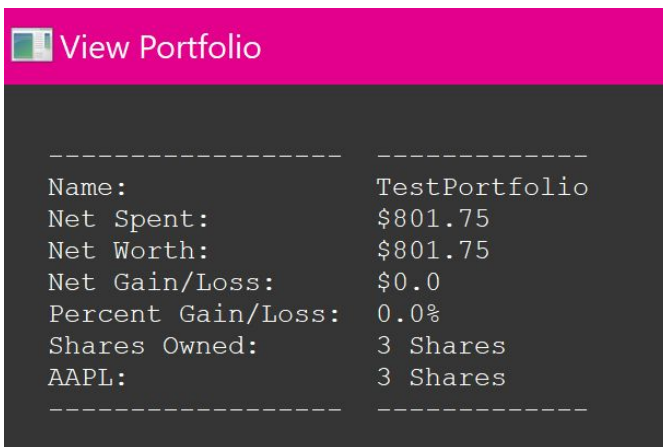 View Portfolio
------------------  -------------
Name:               TestPortfolio
Net Spent:          $801.75
Net Worth:          $801.75
Net Gain/Loss:      $0.0
Percent Gain/Loss:  0.0%
Shares Owned:       3 Shares
AAPL:               3 Shares
------------------  -------------